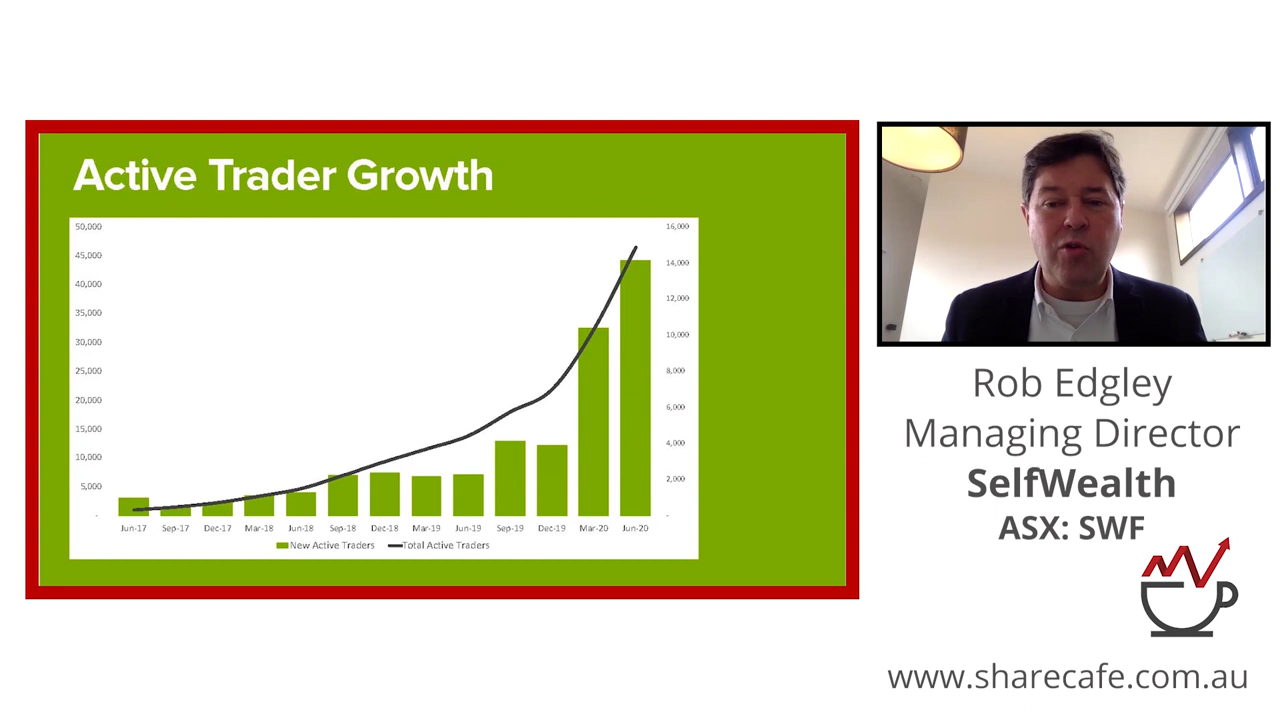 Active Trader Growth
50,000
45,000
40,000
35,000
30,000
25,000
20,000
15,000
10,000
5,000
-
16,000
14,000
12,000
10,000
8,000
6,000
4,000
2,000
-
Jun-17 Sep-17 Dec-17 Mar-18 Jun-18 Sep-18 Dec-18 Mar-19 Jun-19 Sep-19 Dec-19 Mar-20 Jun-20
New Active Traders Total Active Traders
Rob Edgley
Managing Director
SelfWealth
ASX: SWF
www.sharecafe.com.au